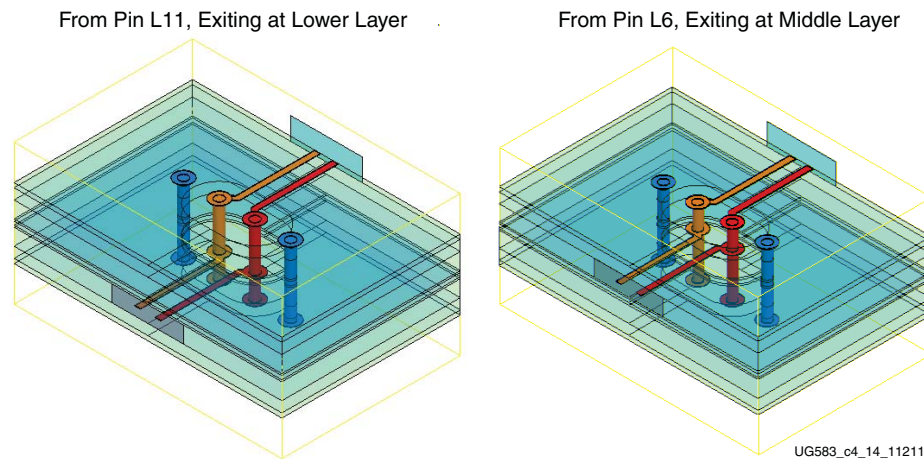 From Pin L11, Exiting at Lower Layer
From Pin L6, Exiting at Middle Layer
UG583_c4_14_11211